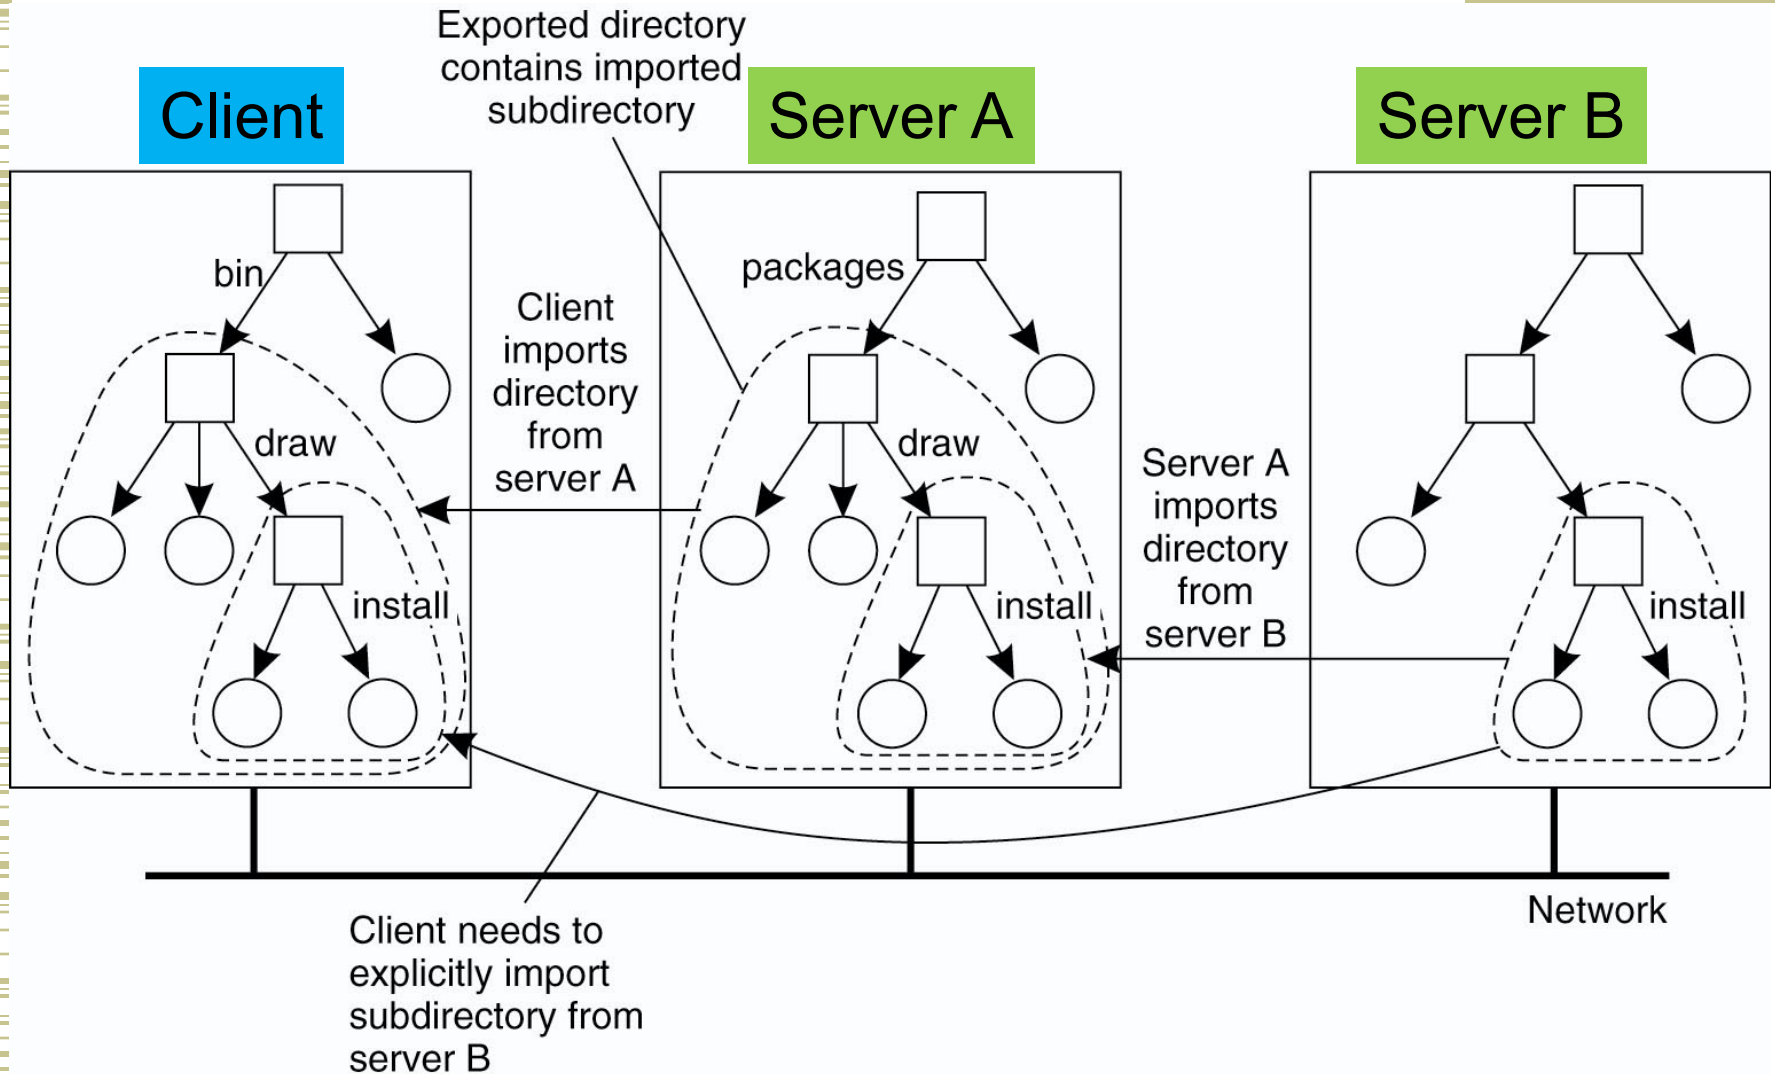 Exported directory
contains imported
subdirectory
Client
Server A
Server B
bin
packages
Client
imports
directory
from
server A
draw
draw
Server A
imports
directory
from
server B
install
install
install
Network
Client needs to
explicitly import
subdirectory from
server B